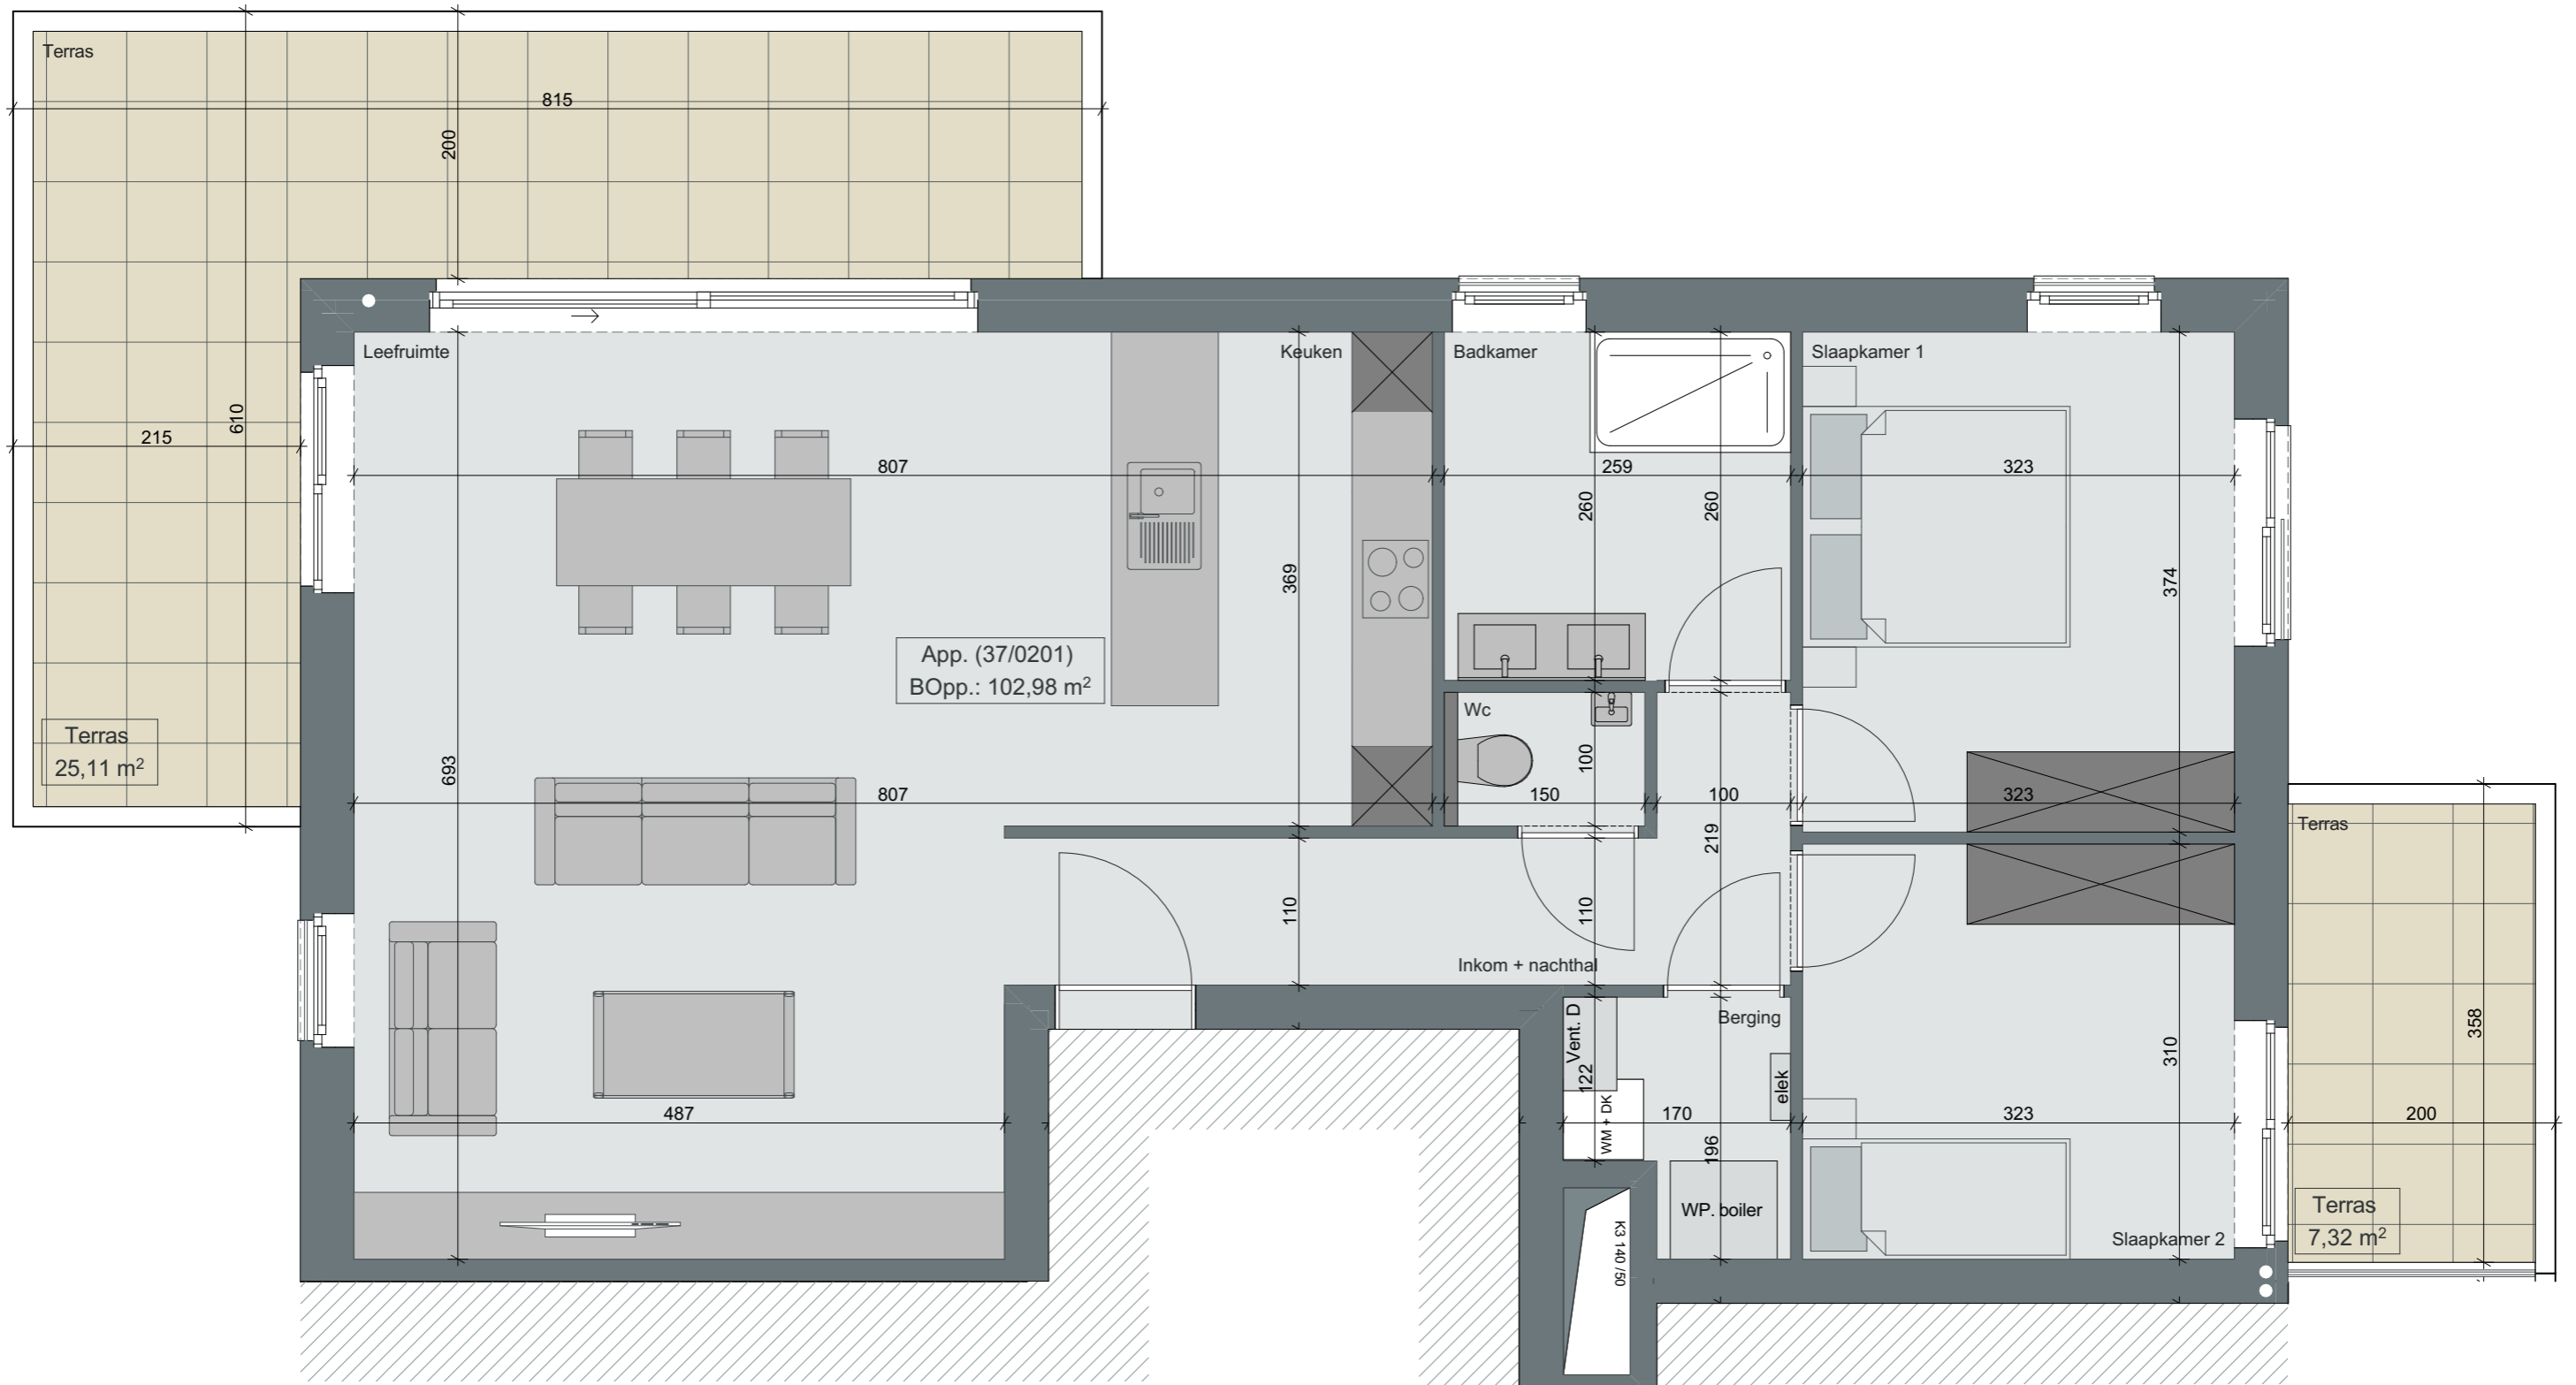 Terras
815
200
610
215
Leefruimte
Keuken
Badkamer
Slaapkamer 1
807
259
323
260
260
369
374
App. (37/0201)
BOpp.: 102,98 m²
Wc
Terras
25,11 m²
693
100
807
150
100
323
219
Terras
110
110
Inkom + nachthal
Vent. D
Berging
358
310
122
elek
WM + DK
487
170
323
200
196
WP. boiler
K3 140 /50
Slaapkamer 2
Terras
7,32 m²